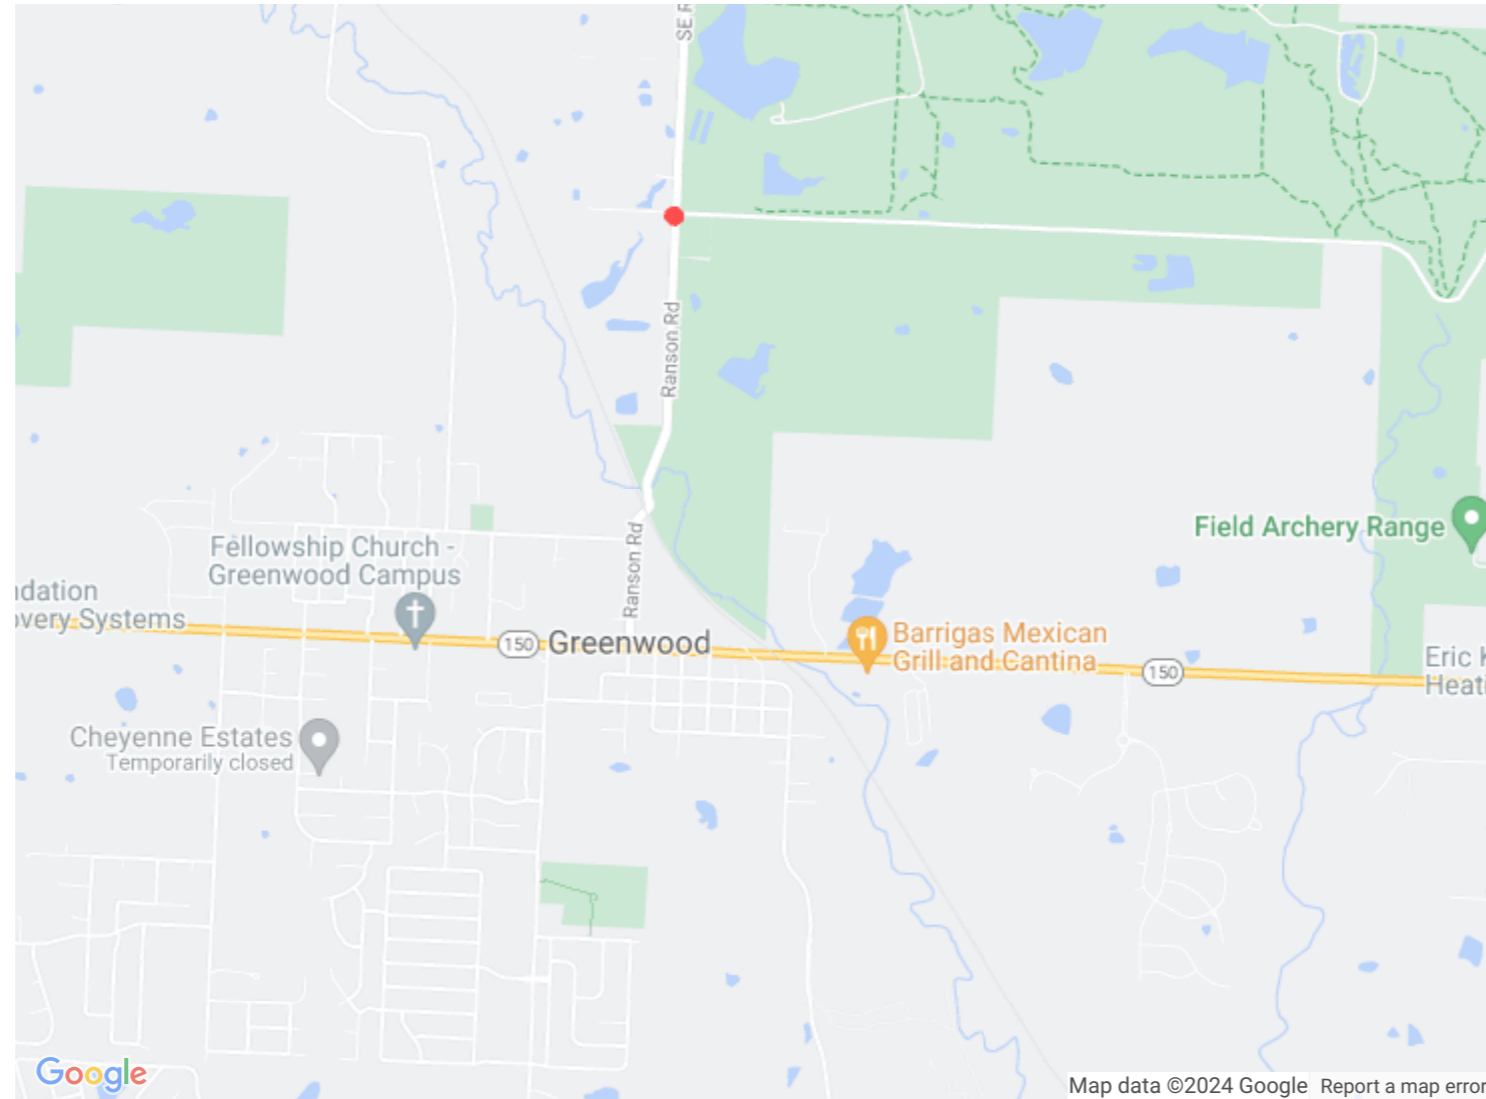 SE R
Ranson Rd
Field Archery Range
Ranson Rd
Fellowship Church -
Greenwood Campus
ndation
overy Systems
150
Greenwood
Barrigas Mexican
Grill and Cantina
150
Eric K
Heati
Cheyenne Estates
Temporarily closed
Google
Map data ©2024 Google
Report a map error